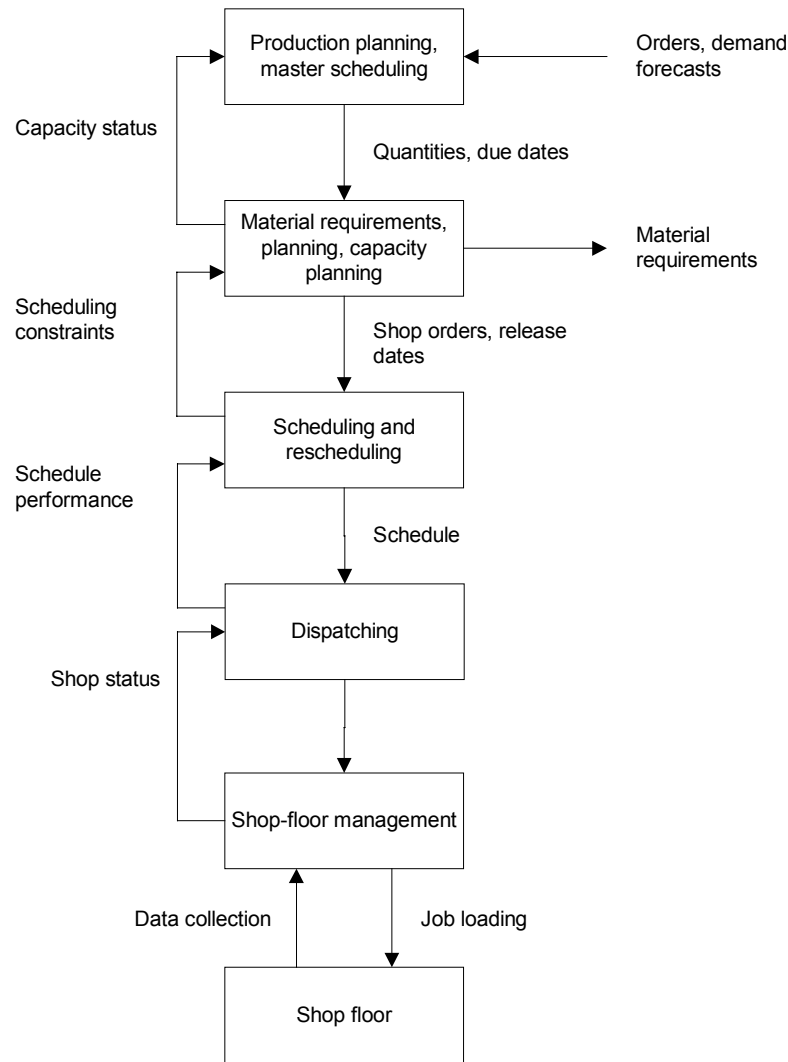 Production planning,
master scheduling
Orders, demand
forecasts
Capacity status
Quantities, due dates
Material requirements,
planning, capacity
planning
Material
requirements
Scheduling
constraints
Shop orders, release
dates
Scheduling and
rescheduling
Schedule
performance
Schedule
Dispatching
Shop status
Shop-floor management
Data collection
Job loading
Shop floor